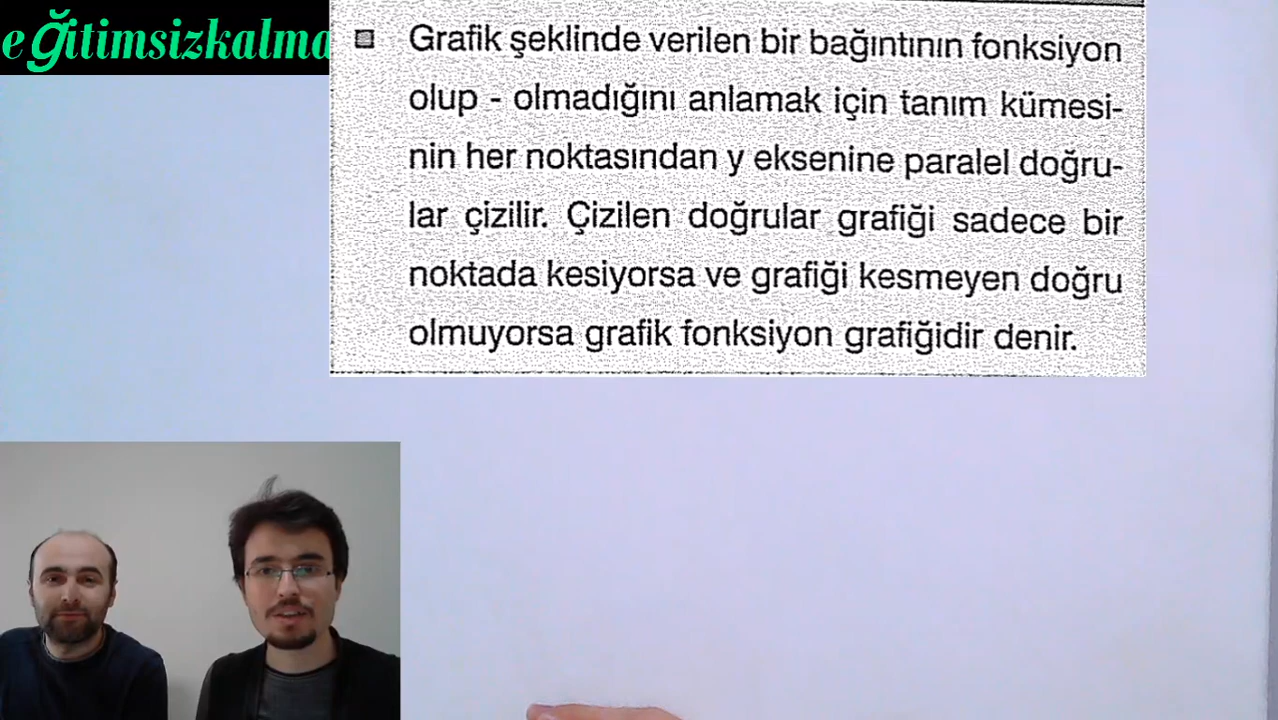 eğitimsizkalma
Grafik şeklinde verilen bir bağıntının fonksiyon
olup - olmadığını anlamak için tanım kümesi-
nin her noktasından y eksenine paralel doğru-
lar çizilir. Çizilen doğrular grafiği sadece bir
noktada kesiyorsa ve grafiği kesmeyen doğru
olmuyorsa grafik fonksiyon grafiğidir denir.